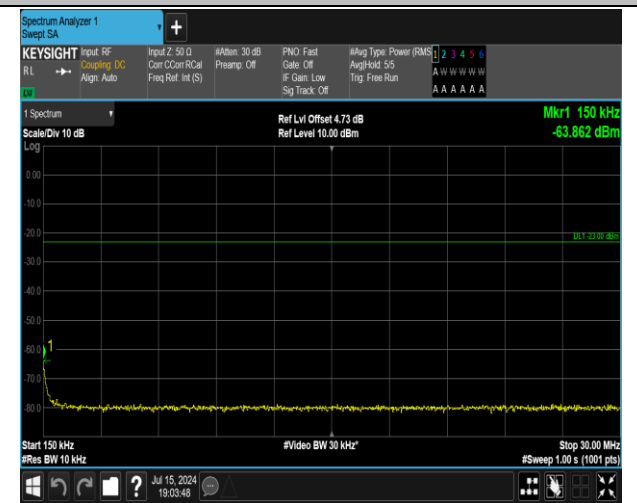 Spectrum Analyzer 1
Swept SA
KEYSIGHT
RL
Input: RF
Coupling: DC
Align: Auto
Input Z: 50 Ω
Corr CCorr RCal
Freq Ref: Int (S)
#Atten: 30 dB
Preamp: Off
PNO: Fast
Gate: Off
IF Gain: Low
Sig Track: Off
#Avg Type: Power (RMS
Avg|Hold: 5/5
Trig: Free Run
1 2 3 4 5 6
A W W W W W
A A A A A A
1 Spectrum
Scale/Div 10 dB
Ref Lvl Offset 4.73 dB
Ref Level 10.00 dBm
Mkr1 150 kHz
-63.862 dBm
Log
0.00
-10.0
-20.0
DL1 -23.00 dBm
-30.0
-40.0
-50.0
-60.0
1
-70.0
-80.0
Start 150 kHz
#Video BW 30 kHz*
Stop 30.00 MHz
#Res BW 10 kHz
#Sweep 1.00 s (1001 pts)
?
Jul 15, 2024
19:03:48